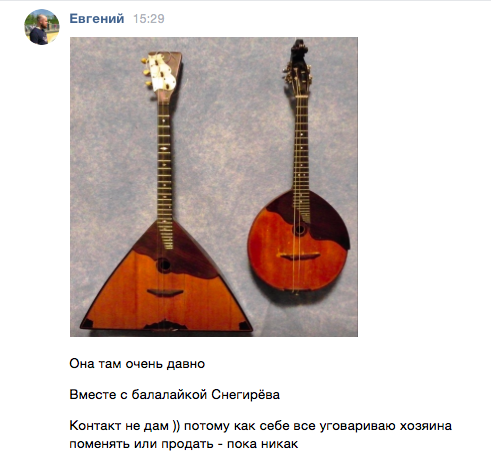 Евгений 15:29
Она там очень давно
Вместе с балалайкой Снегирёва
Контакт не дам )) потому как себе все уговариваю хозяина
поменять или продать - пока никак